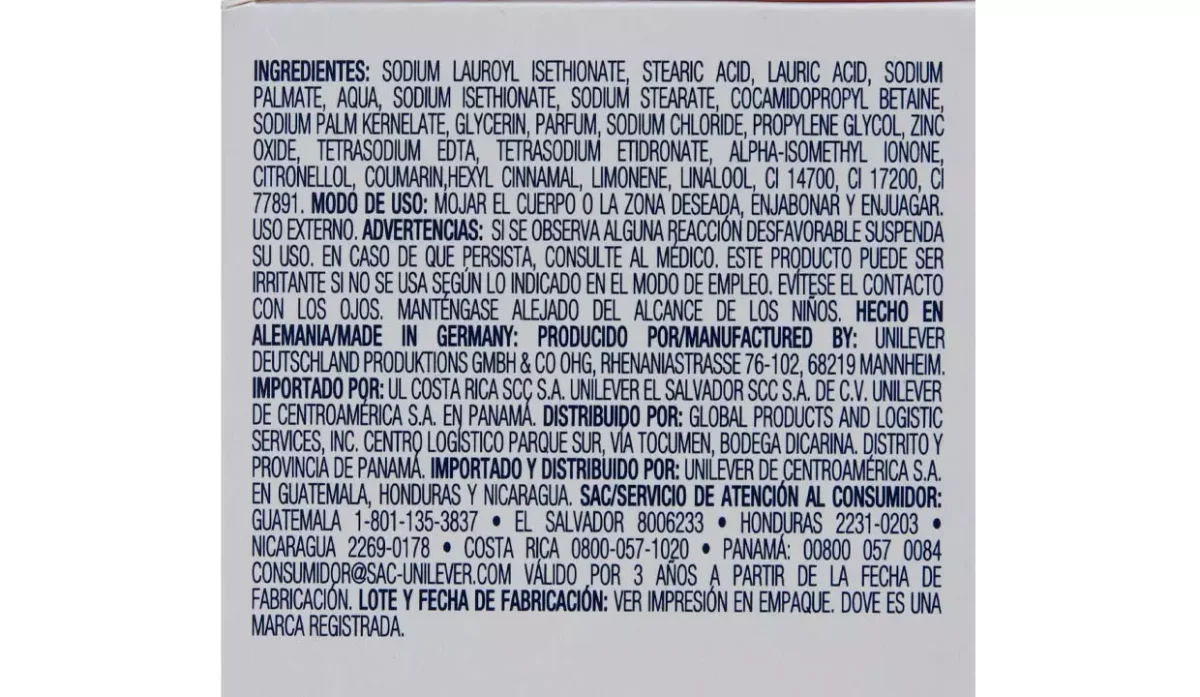 INGREDIENTES: SODIUM LAUROYL ISETHIONATE, STEARIC ACID, LAURIC ACID, SODIUM
PALMATE, AQUA, SODIUM ISETHIONATE, SODIUM STEARATE, COCAMIDOPROPYL BETAINE,
SODIUM PALM KERNELATE, GLYCERIN, PARFUM, SODIUM CHLORIDE, PROPYLENE GLYCOL, ZINC
OXIDE, TETRASODIUM EDTA, TETRASODIUM ETIDRONATE, ALPHA-ISOMETHYL IONONE,
CITRONELLOL, COUMARIN,HEXYL CINNAMAL, LIMONENE, LINALOOL, CI 14700, CI 17200, CI
77891. MODO DE USO: MOJAR EL CUERPO O LA ZONA DESEADA, ENJABONAR Y ENJUAGAR.
USO EXTERNO. ADVERTENCIAS: SI SE OBSERVA ALGUNA REACCIÓN DESFAVORABLE SUSPENDA
SU USO. EN CASO DE QUE PERSISTA, CONSULTE AL MÉDICO. ESTE PRODUCTO PUEDE SER
IRRITANTE SI NO SE USA SEGÚN LO INDICADO EN EL MODO DE EMPLEO. EVÍTESE EL CONTACTO
CON LOS OJOS. MANTÉNGASE ALEJADO DEL ALCANCE DE LOS NIÑOS. HECHO EN
ALEMANIA/MADE IN GERMANY: PRODUCIDO POR/MANUFACTURED BY: UNILEVER
DEUTSCHLAND PRODUKTIONS GMBH & CO OHG, RHENANIASTRASSE 76-102, 68219 MANNHEIM.
IMPORTADO POR: UL COSTA RICA SCC S.A. UNILEVER EL SALVADOR SCC S.A. DE C.V. UNILEVER
DE CENTROAMÉRICA S.A. EN PANAMÁ. DISTRIBUIDO POR: GLOBAL PRODUCTS AND LOGISTIC
SERVICES, INC. CENTRO LOGÍSTICO PARQUE SUR, VÍA TOCUMEN, BODEGA DICARINA. DISTRITO Y
PROVINCIA DE PANAMÁ. IMPORTADO Y DISTRIBUIDO POR: UNILEVER DE CENTROAMÉRICA S.A.
EN GUATEMALA, HONDURAS Y NICARAGUA. SAC/SERVICIO DE ATENCIÓN AL CONSUMIDOR:
GUATEMALA 1-801-135-3837 • EL SALVADOR 8006233 • HONDURAS 2231-0203 •
NICARAGUA 2269-0178 • COSTA RICA 0800-057-1020 • PANAMÁ: 00800 057 0084
CONSUMIDOR@SAC-UNILEVER.COM VÁLIDO POR 3 AÑOS A PARTIR DE LA FECHA DE
FABRICACIÓN. LOTE Y FECHA DE FABRICACIÓN: VER IMPRESIÓN EN EMPAQUE. DOVE ES UNA
MARCA REGISTRADA.